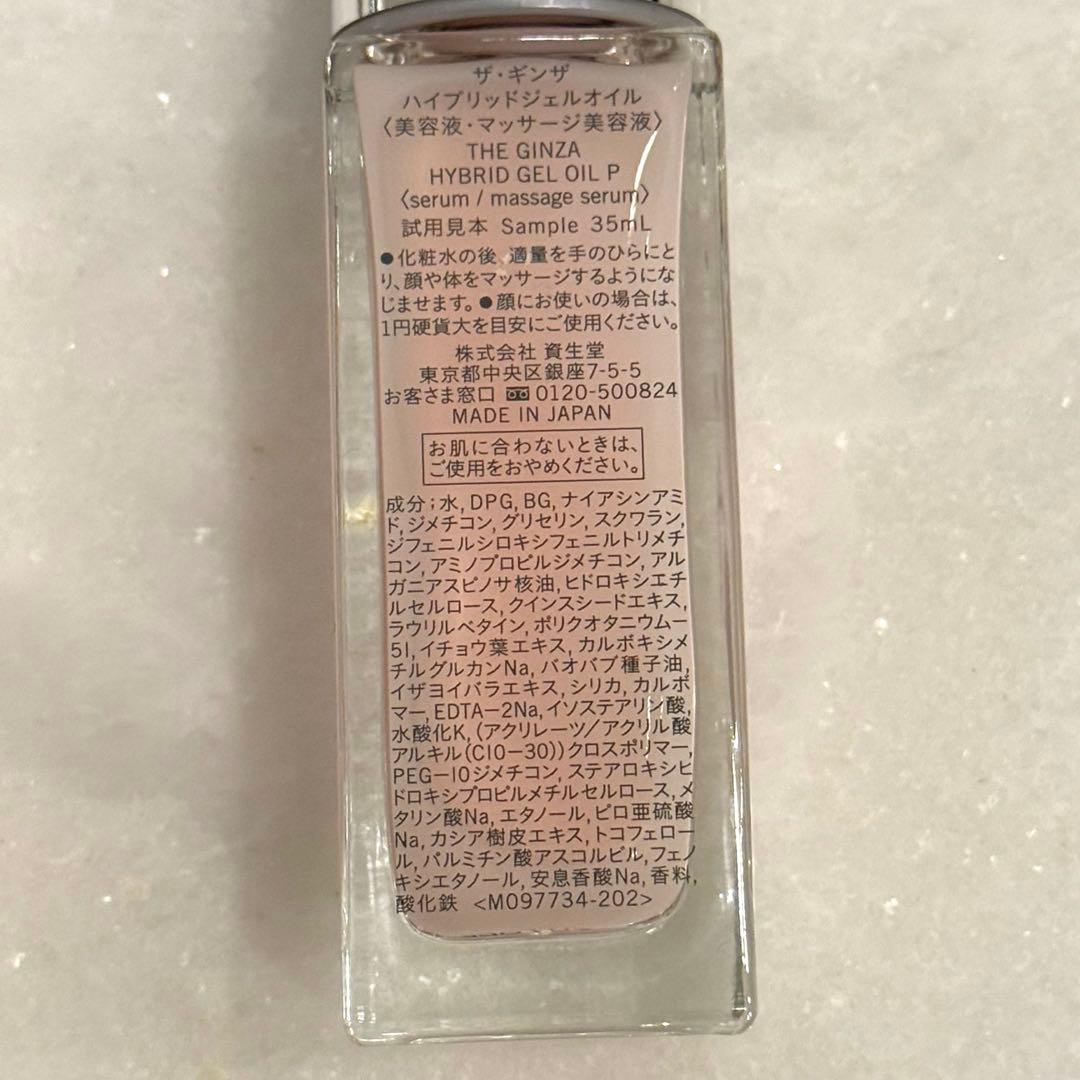 ザ・ギンザ
ハイブリッドジェルオイル
〈美容液・マッサージ美容液〉
THE GINZA
HYBRID GEL OIL P
〈serum / massage serum〉
試用見本 Sample 35mL
●化粧水の後、適量を手のひらにと
り、顔や体をマッサージするようにな
じませます。●顔にお使いの場合は、
1円硬貨大を目安にご使用ください。
株式会社 資生堂
東京都中央区銀座7-5-5
お客さま窓口 0120-500824
MADE IN JAPAN
お肌に合わないときは、
ご使用をおやめください。
成分;水, DPG, BG, ナイアシンアミ
ド, ジメチコン, グリセリン, スクワラン,
ジフェニルシロキシフェニルトリメチ
コン, アミノプロピルジメチコン, アル
ガニアスピノサ核油, ヒドロキシエチ
ルセルロース, クインスシードエキス,
ラウリルベタイン, ポリクオタニウムー
51, イチョウ葉エキス, カルボキシメ
チルグルカンNa, バオバブ種子油,
イザヨイバラエキス, シリカ, カルボ
マー, EDTA−2Na, イソステアリン酸,
水酸化K, (アクリレーツ/アクリル酸
アルキル(C10−30))クロスポリマー,
PEG−10ジメチコン, ステアロキシヒ
ドロキシプロピルメチルセルロース, メ
タリン酸Na, エタノール, ピロ亜硫酸
Na, カシア樹皮エキス, トコフェロー
ル, パルミチン酸アスコルビル, フェノ
キシエタノール, 安息香酸Na, 香料,
酸化鉄 <M097734-202>